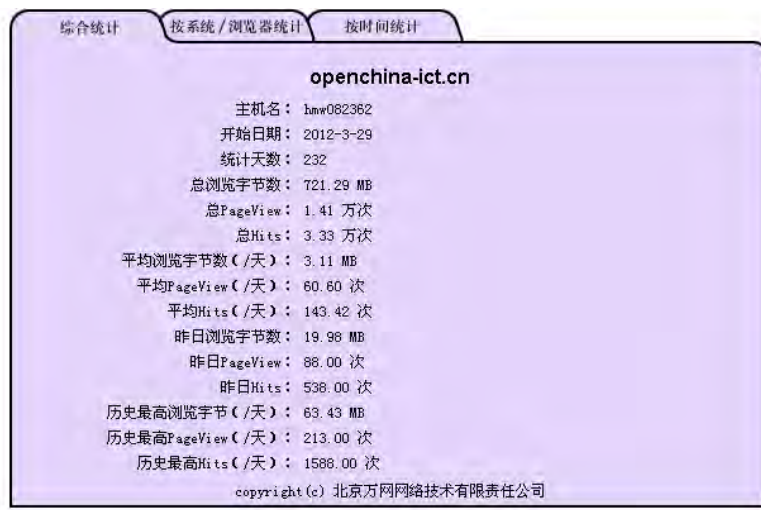 综合统计 按系统/浏览器统计 按时间统计
openchina-ict.cn
主机名： hmw082362
开始日期： 2012-3-29
统计天数： 232
总浏览字节数： 721.29 MB
总PageView： 1.41 万次
总Hits： 3.33 万次
平均浏览字节数(/天)： 3.11 MB
平均PageView(/天)： 60.60 次
平均Hits(/天)： 143.42 次
昨日浏览字节数： 19.98 MB
昨日PageView： 88.00 次
昨日Hits： 538.00 次
历史最高浏览字节(/天)： 63.43 MB
历史最高PageView(/天)： 213.00 次
历史最高Hits(/天)： 1588.00 次
copyright(c) 北京万网网络技术有限责任公司